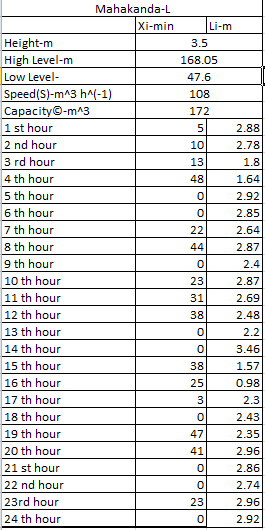 Mahakanda-L
Xi-min Li-m
Height-m 3.5
High Level-m 168.05
Low Level- 47.6
Speed(S)-m^3 h^(-1) 108
Capacity©-m^3 172
1 st hour 5 2.88
2 nd hour 10 2.78
3 rd hour 13 1.8
4 th hour 48 1.64
5 th hour 0 2.92
6 th hour 0 2.85
7 th hour 22 2.64
8 th hour 44 2.87
9 th hour 0 2.4
10 th hour 23 2.87
11 th hour 31 2.69
12 th hour 38 2.48
13 th hour 0 2.2
14 th hour 0 3.46
15 th hour 38 1.57
16 th hour 25 0.98
17 th hour 3 2.3
18 th hour 0 2.43
19 th hour 47 2.35
20 th hour 41 2.96
21 st hour 0 2.86
22 nd hour 0 2.74
23rd hour 23 2.96
24 th hour 0 2.92